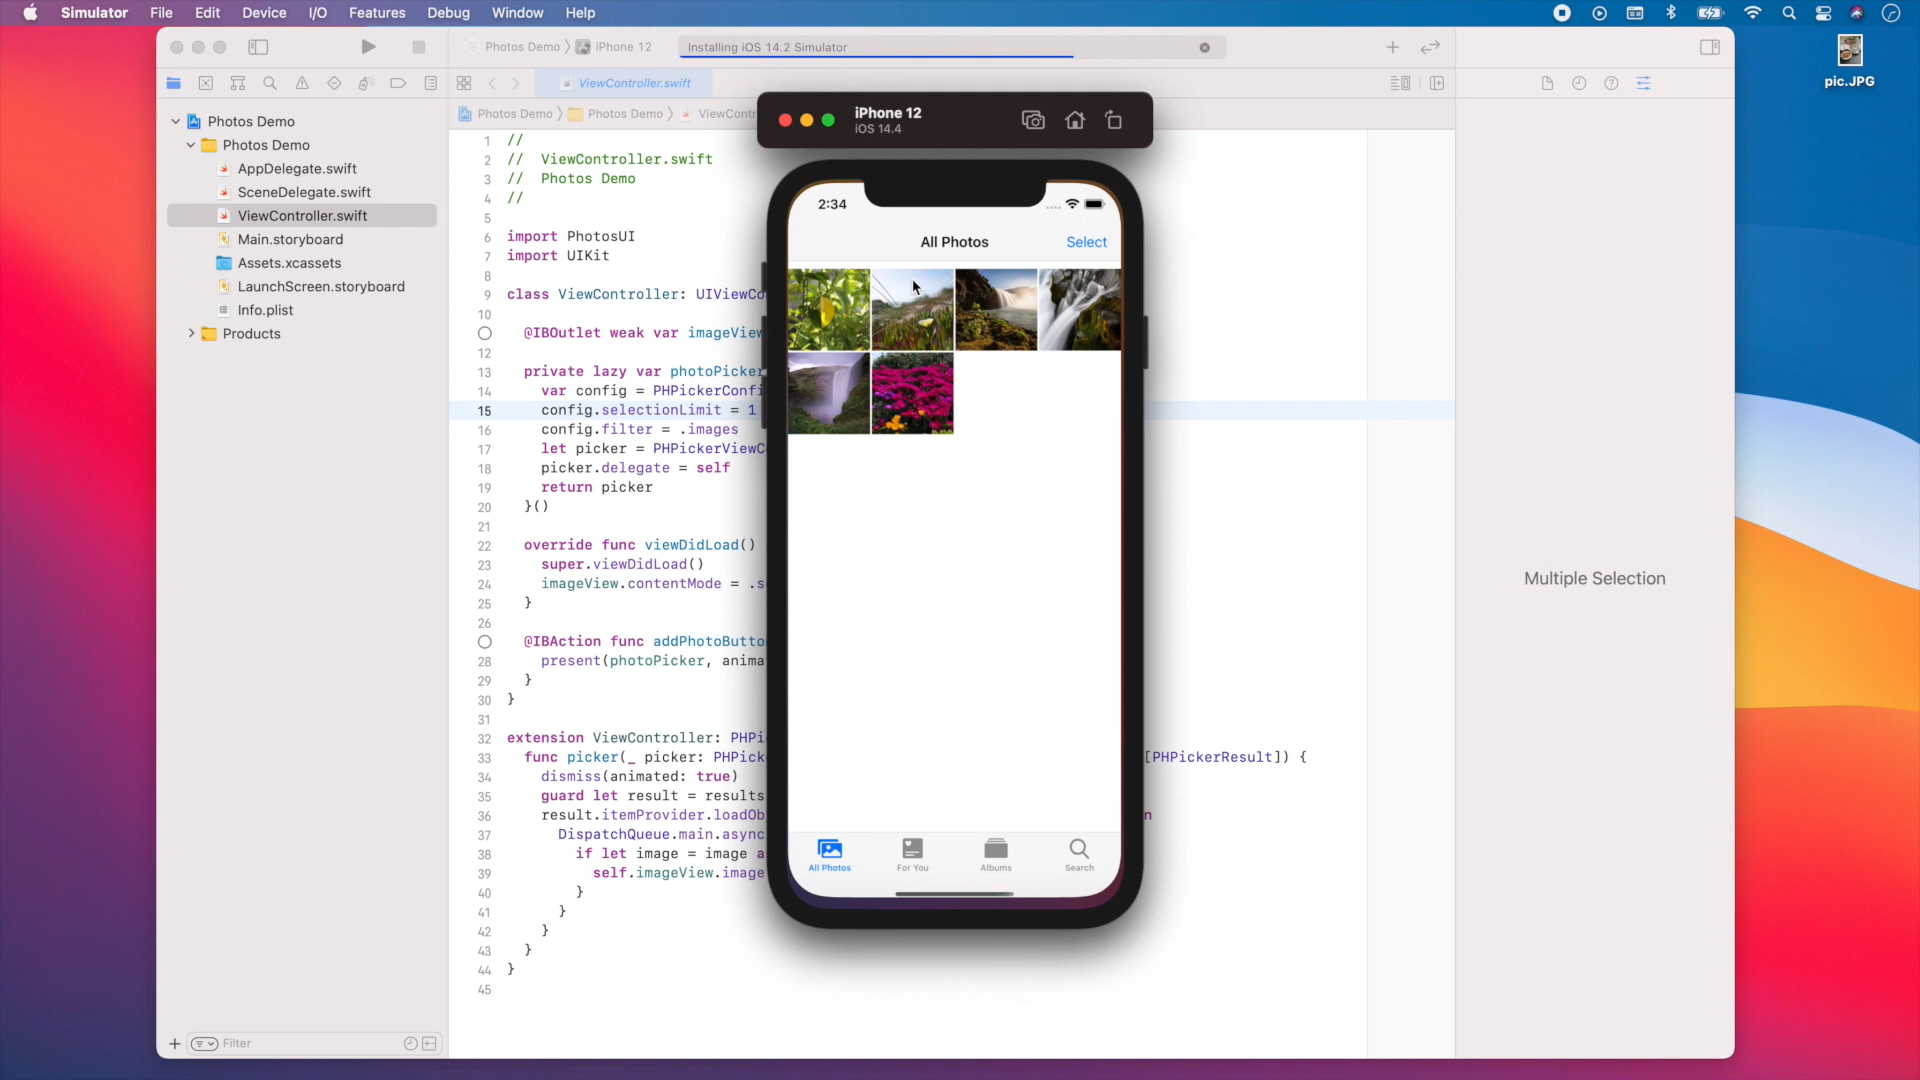 Simulator File Edit Device I/O Features Debug Window Help
pic.JPG
Photos Demo iPhone 12 Installing iOS 14.2 Simulator
ViewController.swift
Photos Demo Photos Demo ViewContr
Photos Demo
Photos Demo
AppDelegate.swift
SceneDelegate.swift
ViewController.swift
Main.storyboard
Assets.xcassets
LaunchScreen.storyboard
Info.plist
Products
Filter
1 //
2 // ViewController.swift
3 // Photos Demo
4 //
5
6 import PhotosUI
7 import UIKit
8
9 class ViewController: UIViewCo
10
@IBOutlet weak var imageView
12
13 private lazy var photoPicker
14 var config = PHPickerConfi
15 config.selectionLimit = 1
16 config.filter = .images
17 let picker = PHPickerViewC
18 picker.delegate = self
19 return picker
20 }()
21
22 override func viewDidLoad()
23 super.viewDidLoad()
24 imageView.contentMode = .s
25 }
26
@IBAction func addPhotoButto
28 present(photoPicker, anima
29 }
30 }
31
32 extension ViewController: PHPi
33 func picker(_ picker: PHPick [PHPickerResult]) {
34 dismiss(animated: true)
35 guard let result = results
36 result.itemProvider.loadOb n
37 DispatchQueue.main.async
38 if let image = image a
39 self.imageView.image
40 }
41 }
42 }
43 }
44 }
45
iPhone 12
iOS 14.4
2:34
All Photos Select
All Photos For You Albums Search
Multiple Selection